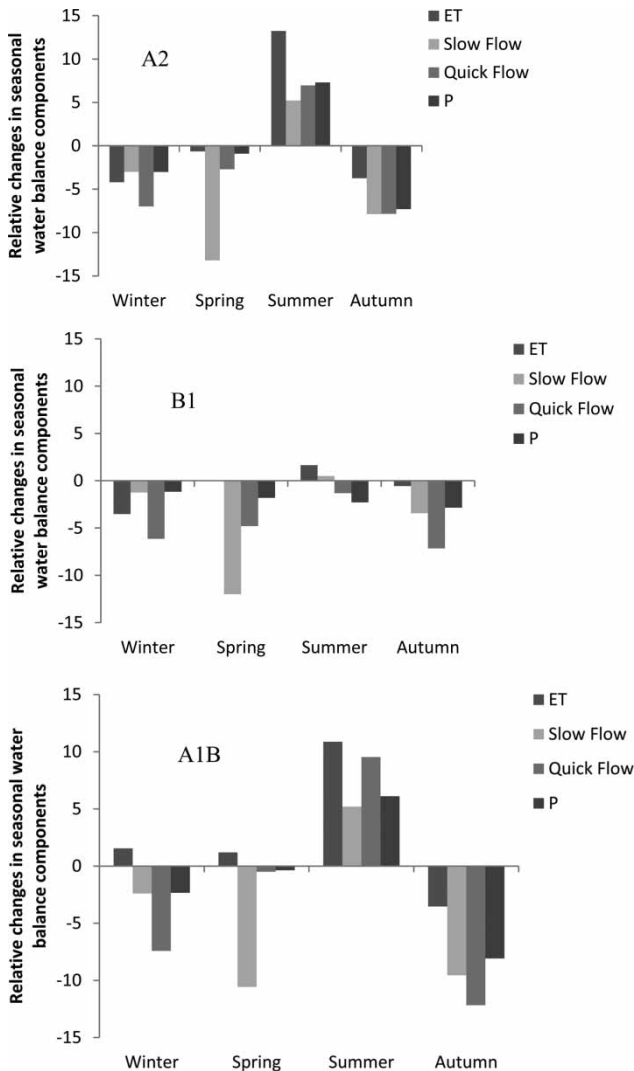 Relative changes in seasonal
water balance components
15
10
5
0
-5
-10
-15
A2
ET
Slow Flow
Quick Flow
P
Winter Spring Summer Autumn
Relative changes in seasonal
water balance components
15
10
5
0
-5
-10
-15
B1
ET
Slow Flow
Quick Flow
P
Winter Spring Summer Autumn
Relative changes in seasonal water
balance components
15
10
5
0
-5
-10
-15
A1B
ET
Slow Flow
Quick Flow
P
Winter Spring Summer Autumn